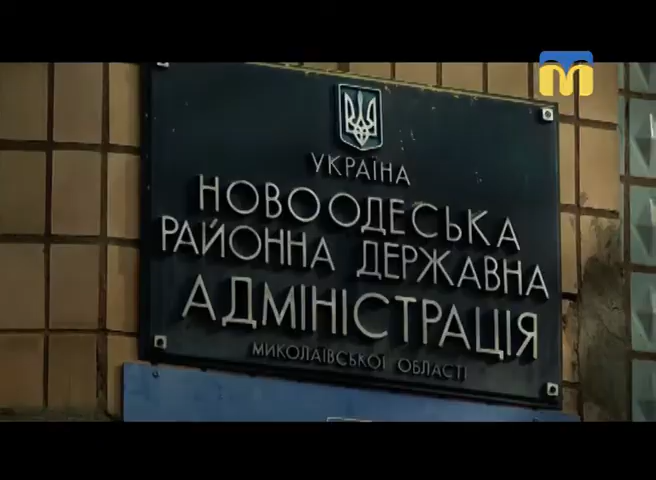 УКРАЇНА
НОВООДЕСЬКА
РАЙОННА ДЕРЖАВНА
АДМІНІСТРАЦІЯ
МИКОЛАЇВСЬКОЇ ОБЛАСТІ